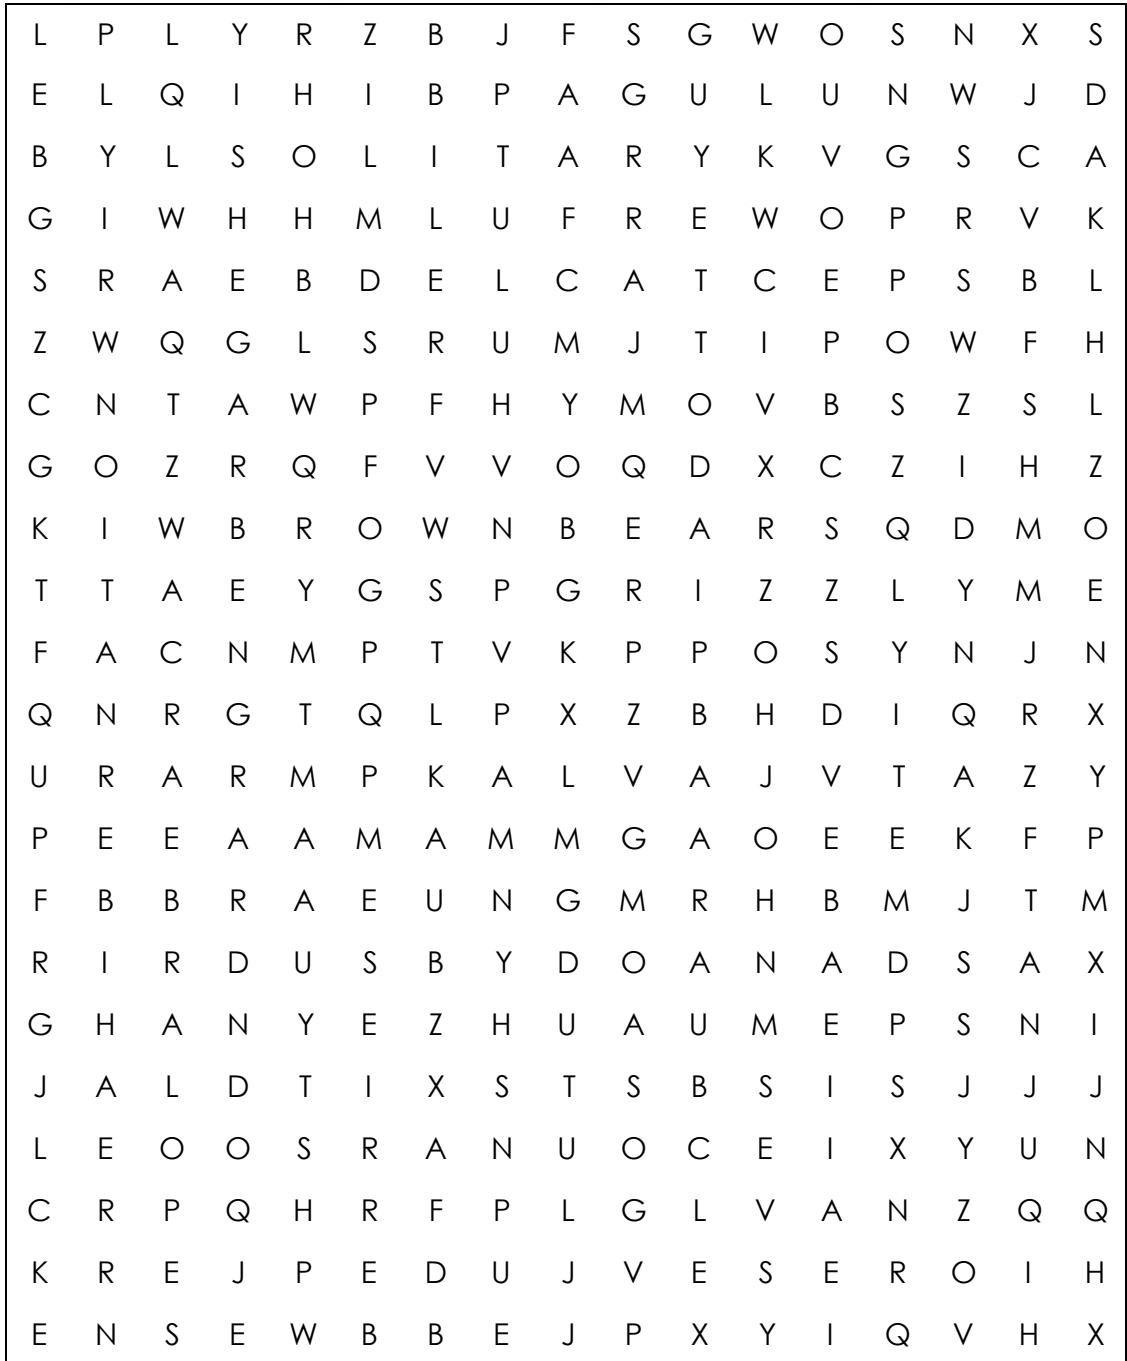 L P L Y R Z B J F S G W O S N X S
E L Q I H I B P A G U L U N W J D
B Y L S O L I T A R Y K V G S C A
G I W H H M L U F R E W O P R V K
S R A E B D E L C A T C E P S B L
Z W Q G L S R U M J T I P O W F H
C N T A W P F H Y M O V B S Z S L
G O Z R Q F V V O Q D X C Z I H Z
K I W B R O W N B E A R S Q D M O
T T A E Y G S P G R I Z Z L Y M E
F A C N M P T V K P P O S Y N J N
Q N R G T Q L P X Z B H D I Q R X
U R A R M P K A L V A J V T A Z Y
P E E A A M A M M G A O E E K F P
F B B R A E U N G M R H B M J T M
R I R D U S B Y D O A N A D S A X
G H A N Y E Z H U A U M E P S N I
J A L D T I X S T S B S I S J J J
L E O O S R A N U O C E I X Y U N
C R P Q H R F P L G L V A N Z Q Q
K R E J P E D U J V E S E R O I H
E N S E W B B E J P X Y I Q V H X